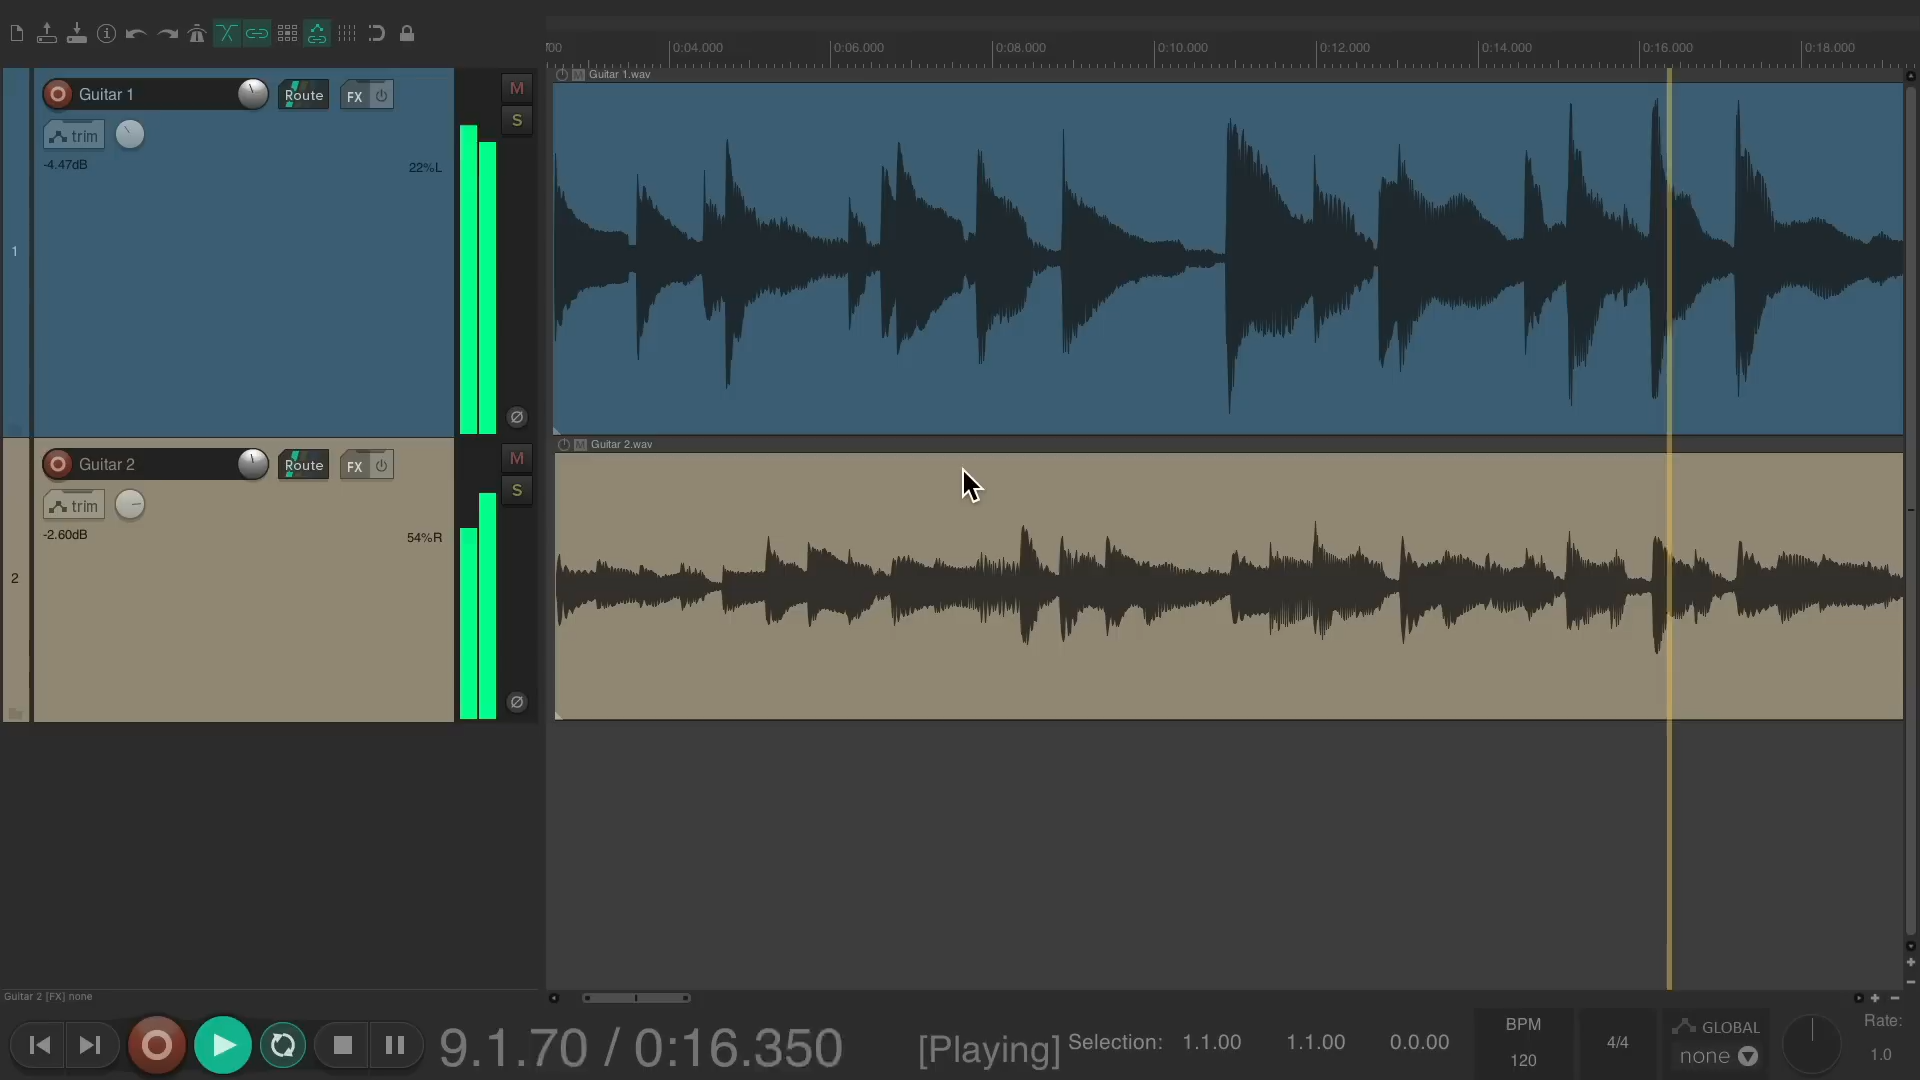 0:04.000 0:06.000 0:08.000 0:10.000 0:12.000 0:14.000 0:16.000 0:18.000
M Guitar 1.wav
Guitar 1 Route FX M
trim S
-4.47dB 22%L
1
M Guitar 2.wav
Guitar 2 Route FX M
trim S
-2.60dB 54%R
2
Guitar 2 [FX] none
9.1.70 / 0:16.350 [Playing] Selection: 1.1.00 1.1.00 0.0.00
BPM
120
4/4
GLOBAL
none
Rate:
1.0